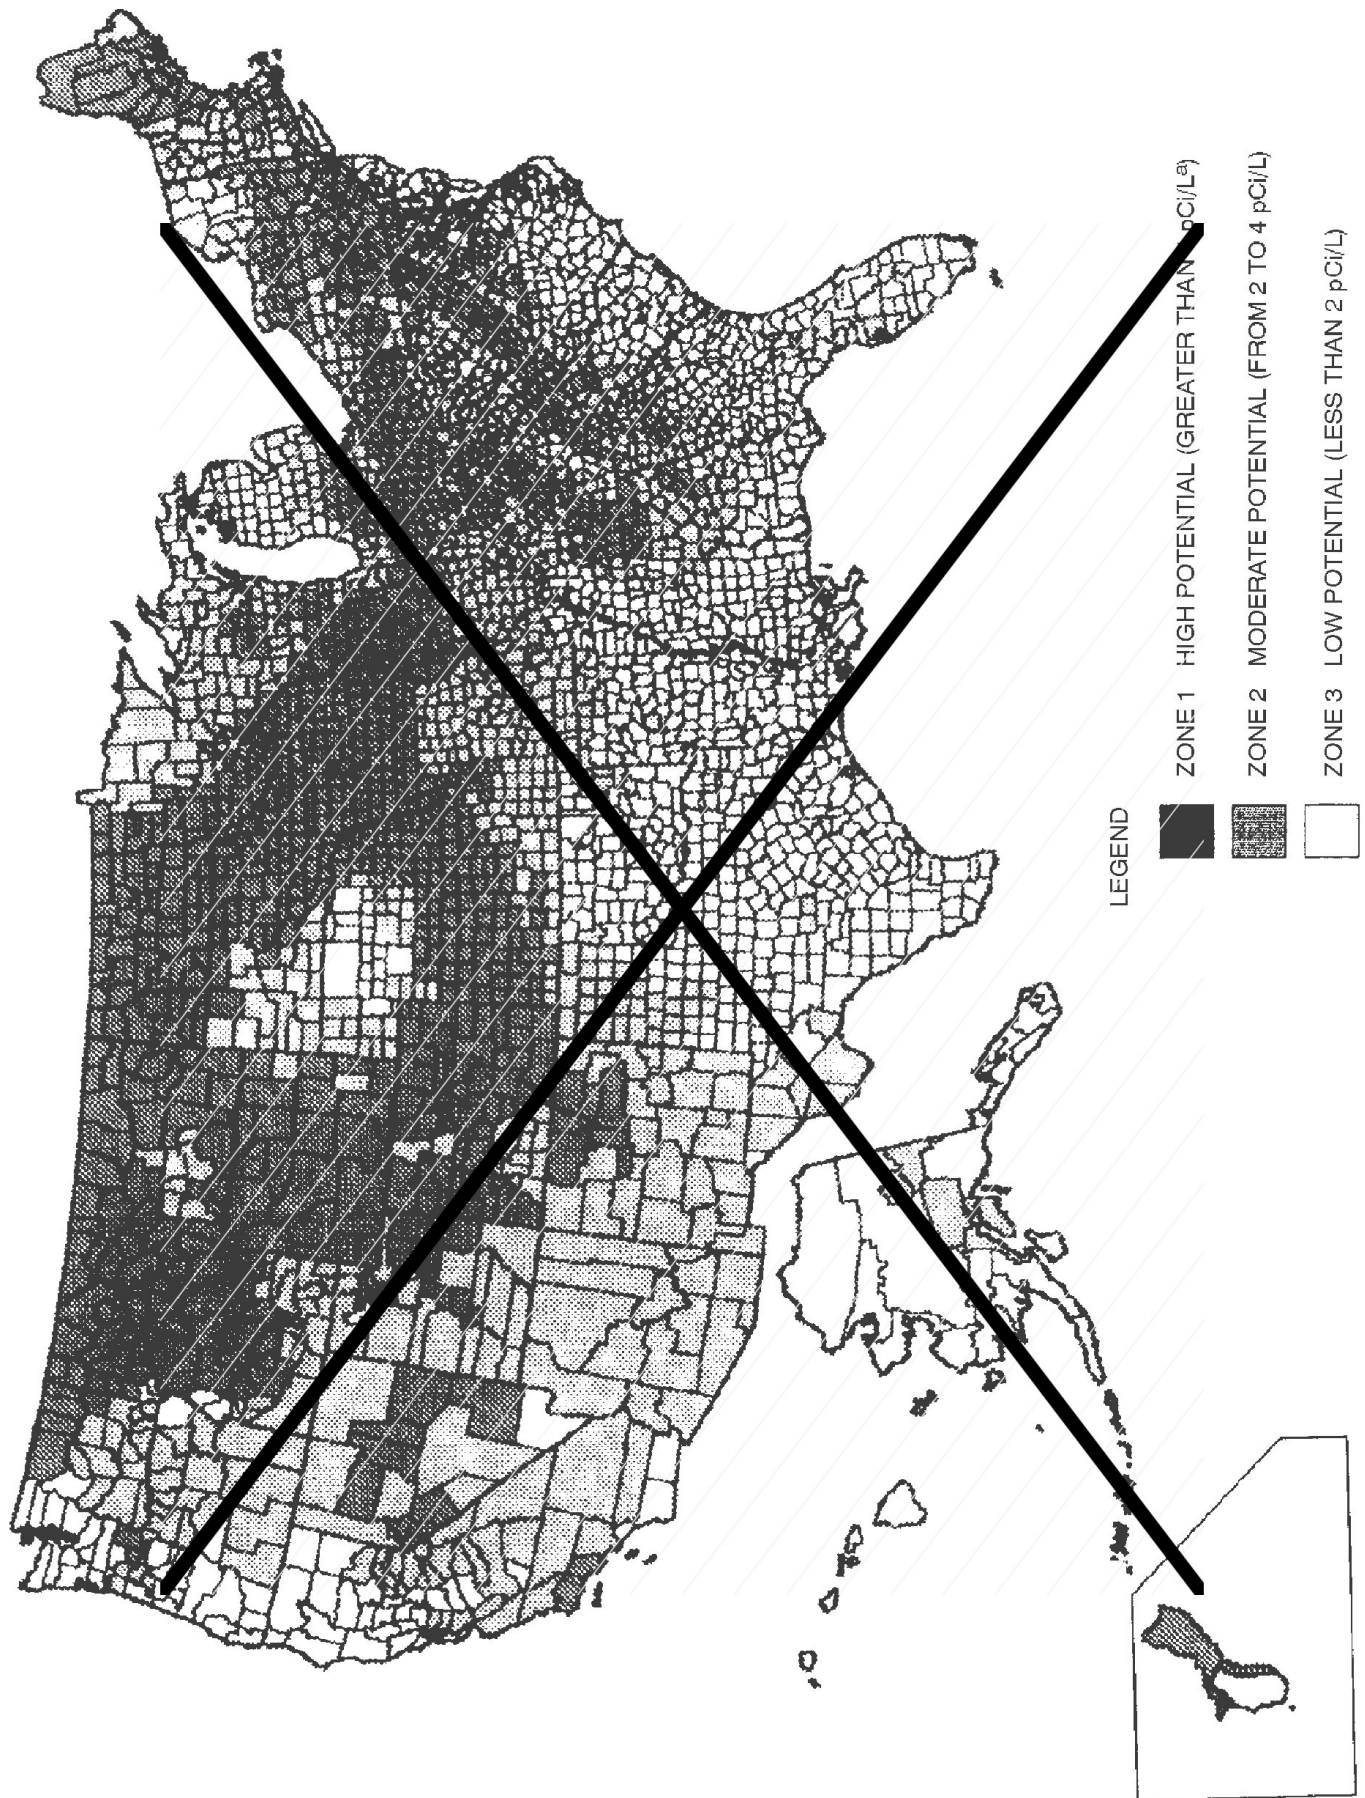 LEGEND
ZONE 1 HIGH POTENTIAL (GREATER THAN pCi/Lª)
ZONE 2 MODERATE POTENTIAL (FROM 2 TO 4 pCi/L)
ZONE 3 LOW POTENTIAL (LESS THAN 2 pCi/L)